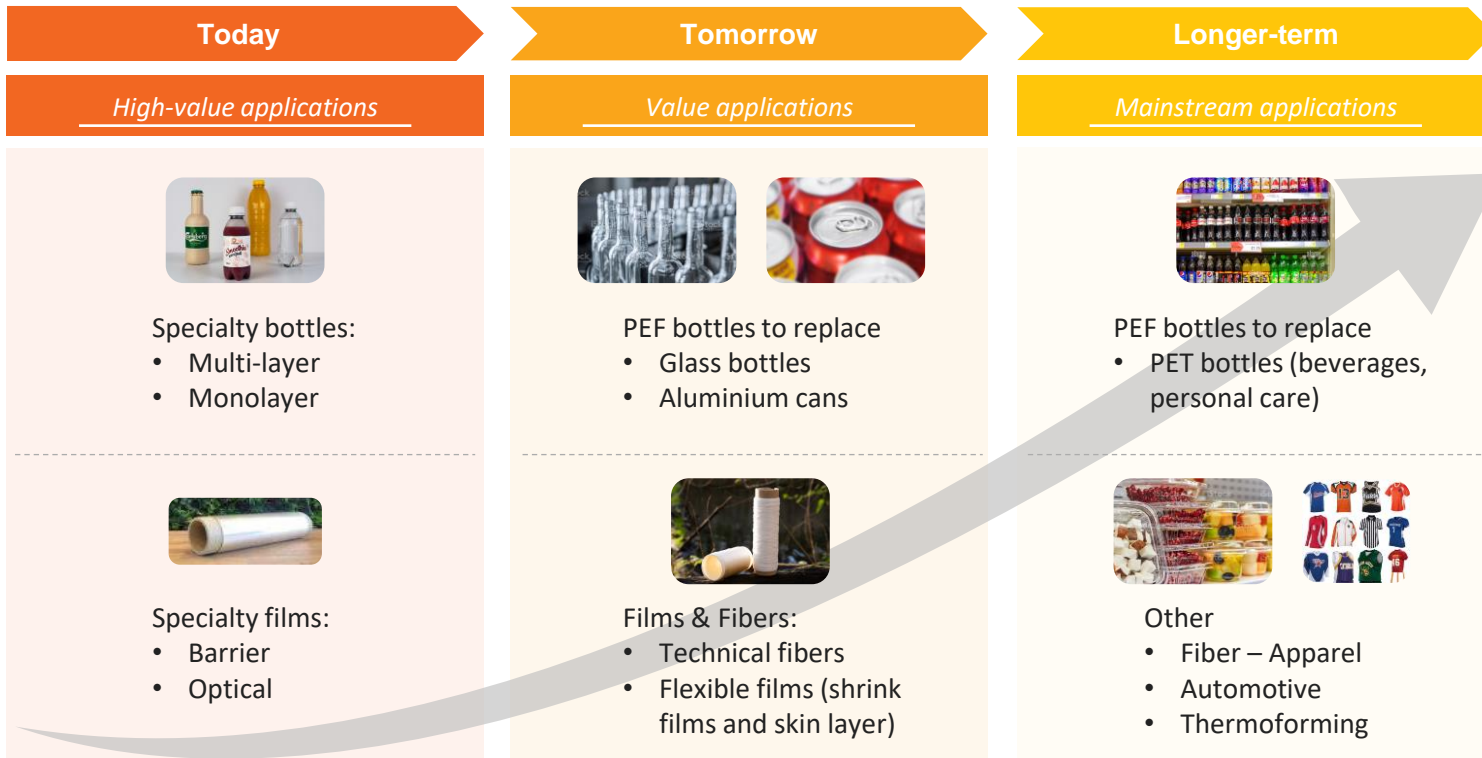 Today
Tomorrow
Longer-term
High-value applications
Value applications
Mainstream applications
Specialty bottles:
• Multi-layer
• Monolayer
PEF bottles to replace
• Glass bottles
• Aluminium cans
PEF bottles to replace
• PET bottles (beverages,
personal care)
Specialty films:
• Barrier
• Optical
Films & Fibers:
• Technical fibers
• Flexible films (shrink
films and skin layer)
Other
• Fiber – Apparel
• Automotive
• Thermoforming